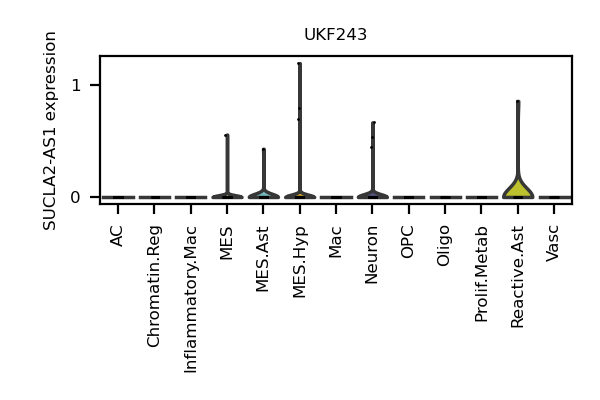 UKF243
SUCLA2-AS1 expression
1
0
AC
Chromatin.Reg
Inflammatory.Mac
MES
MES.Ast
MES.Hyp
Mac
Neuron
OPC
Oligo
Prolif.Metab
Reactive.Ast
Vasc